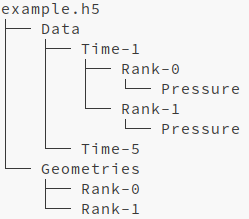 example.h5
Data
Time-1
Rank-0
Pressure
Rank-1
Pressure
Time-5
Geometries
Rank-0
Rank-1